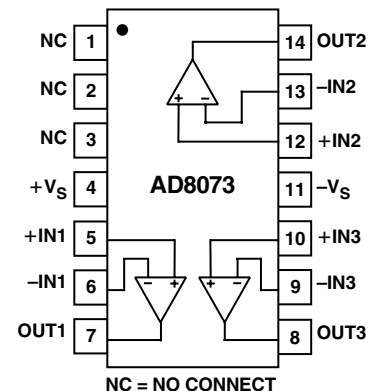 NC 1
NC 2
NC 3
+VS 4
+IN1 5
–IN1 6
OUT1 7
AD8073
14 OUT2
13 –IN2
12 +IN2
11 –VS
10 +IN3
9 –IN3
8 OUT3
+ –
– +
+ –
NC = NO CONNECT